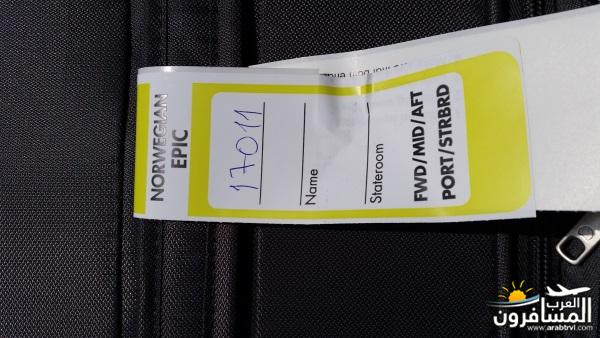 NORWEGIAN
EPIC
17011
Name
Stateroom
FWD/MID/AFT
PORT/STRBRD
العرب
المسافرون
www.arabtrvl.com